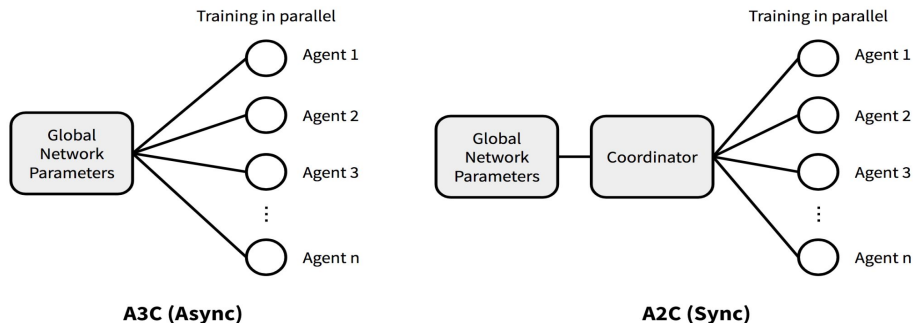 Training in parallel
Agent 1
Agent 2
Agent 3
Agent n
Global
Network
Parameters
A3C (Async)
Training in parallel
Agent 1
Agent 2
Agent 3
Agent n
Global
Network
Parameters
Coordinator
A2C (Sync)